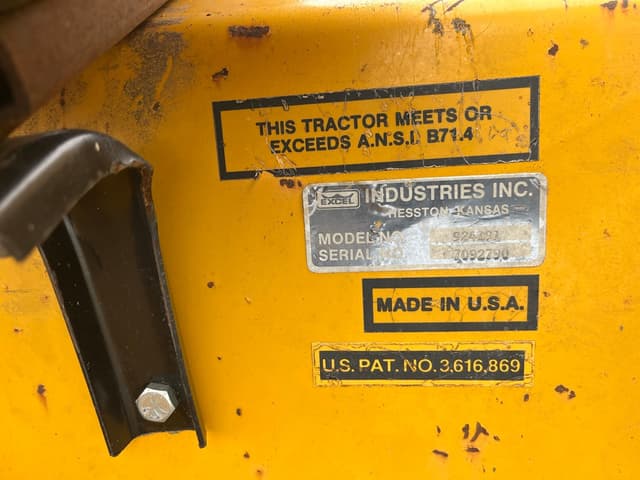 THIS TRACTOR MEETS OR
EXCEEDS A.N.S.I. B71.4
EXCEL INDUSTRIES INC.
HESSTON, KANSAS
MODEL NO.
SERIAL NO. 7092790
MADE IN U.S.A.
U.S. PAT. NO. 3,616,869